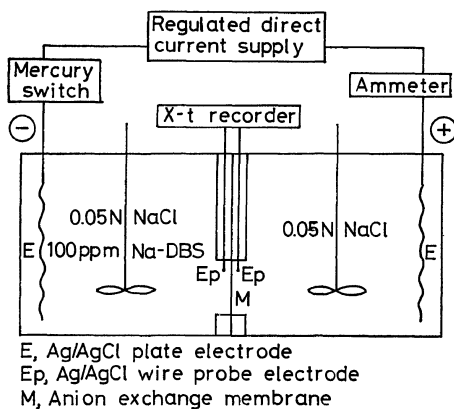 Regulated direct
current supply
Mercury
switch
Ammeter
X-t recorder
−
+
0.05N NaCl
0.05N NaCl
E
100ppm Na-DBS
E
Ep
Ep
M
E, Ag/AgCl plate electrode
Ep, Ag/AgCl wire probe electrode
M, Anion exchange membrane